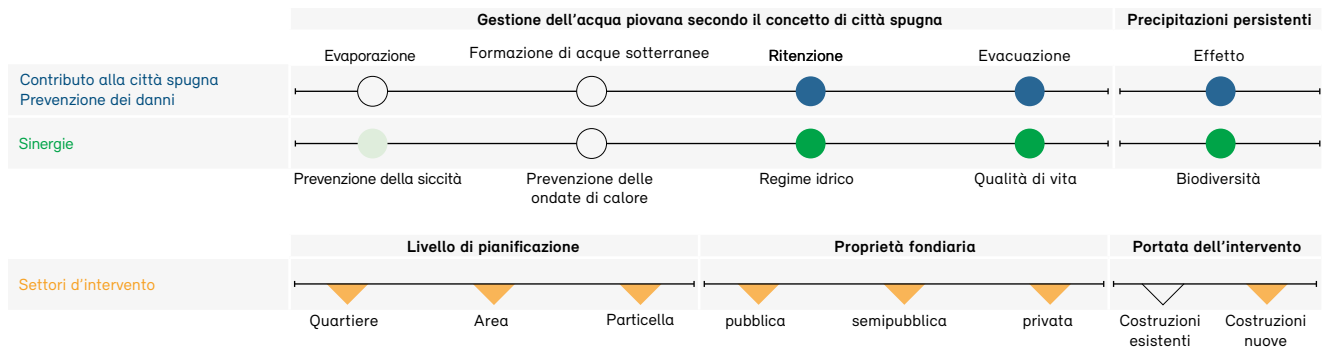 Gestione dell'acqua piovana secondo il concetto di città spugna
Precipitazioni persistenti
Evaporazione
Formazione di acque sotterranee
Ritenzione
Evacuazione
Effetto
Contributo alla città spugna
Prevenzione dei danni
Sinergie
Prevenzione della siccità
Prevenzione delle
ondate di calore
Regime idrico
Qualità di vita
Biodiversità
Livello di pianificazione
Proprietà fondiaria
Portata dell'intervento
Settori d'intervento
Quartiere
Area
Particella
pubblica
semipubblica
privata
Costruzioni
esistenti
Costruzioni
nuove